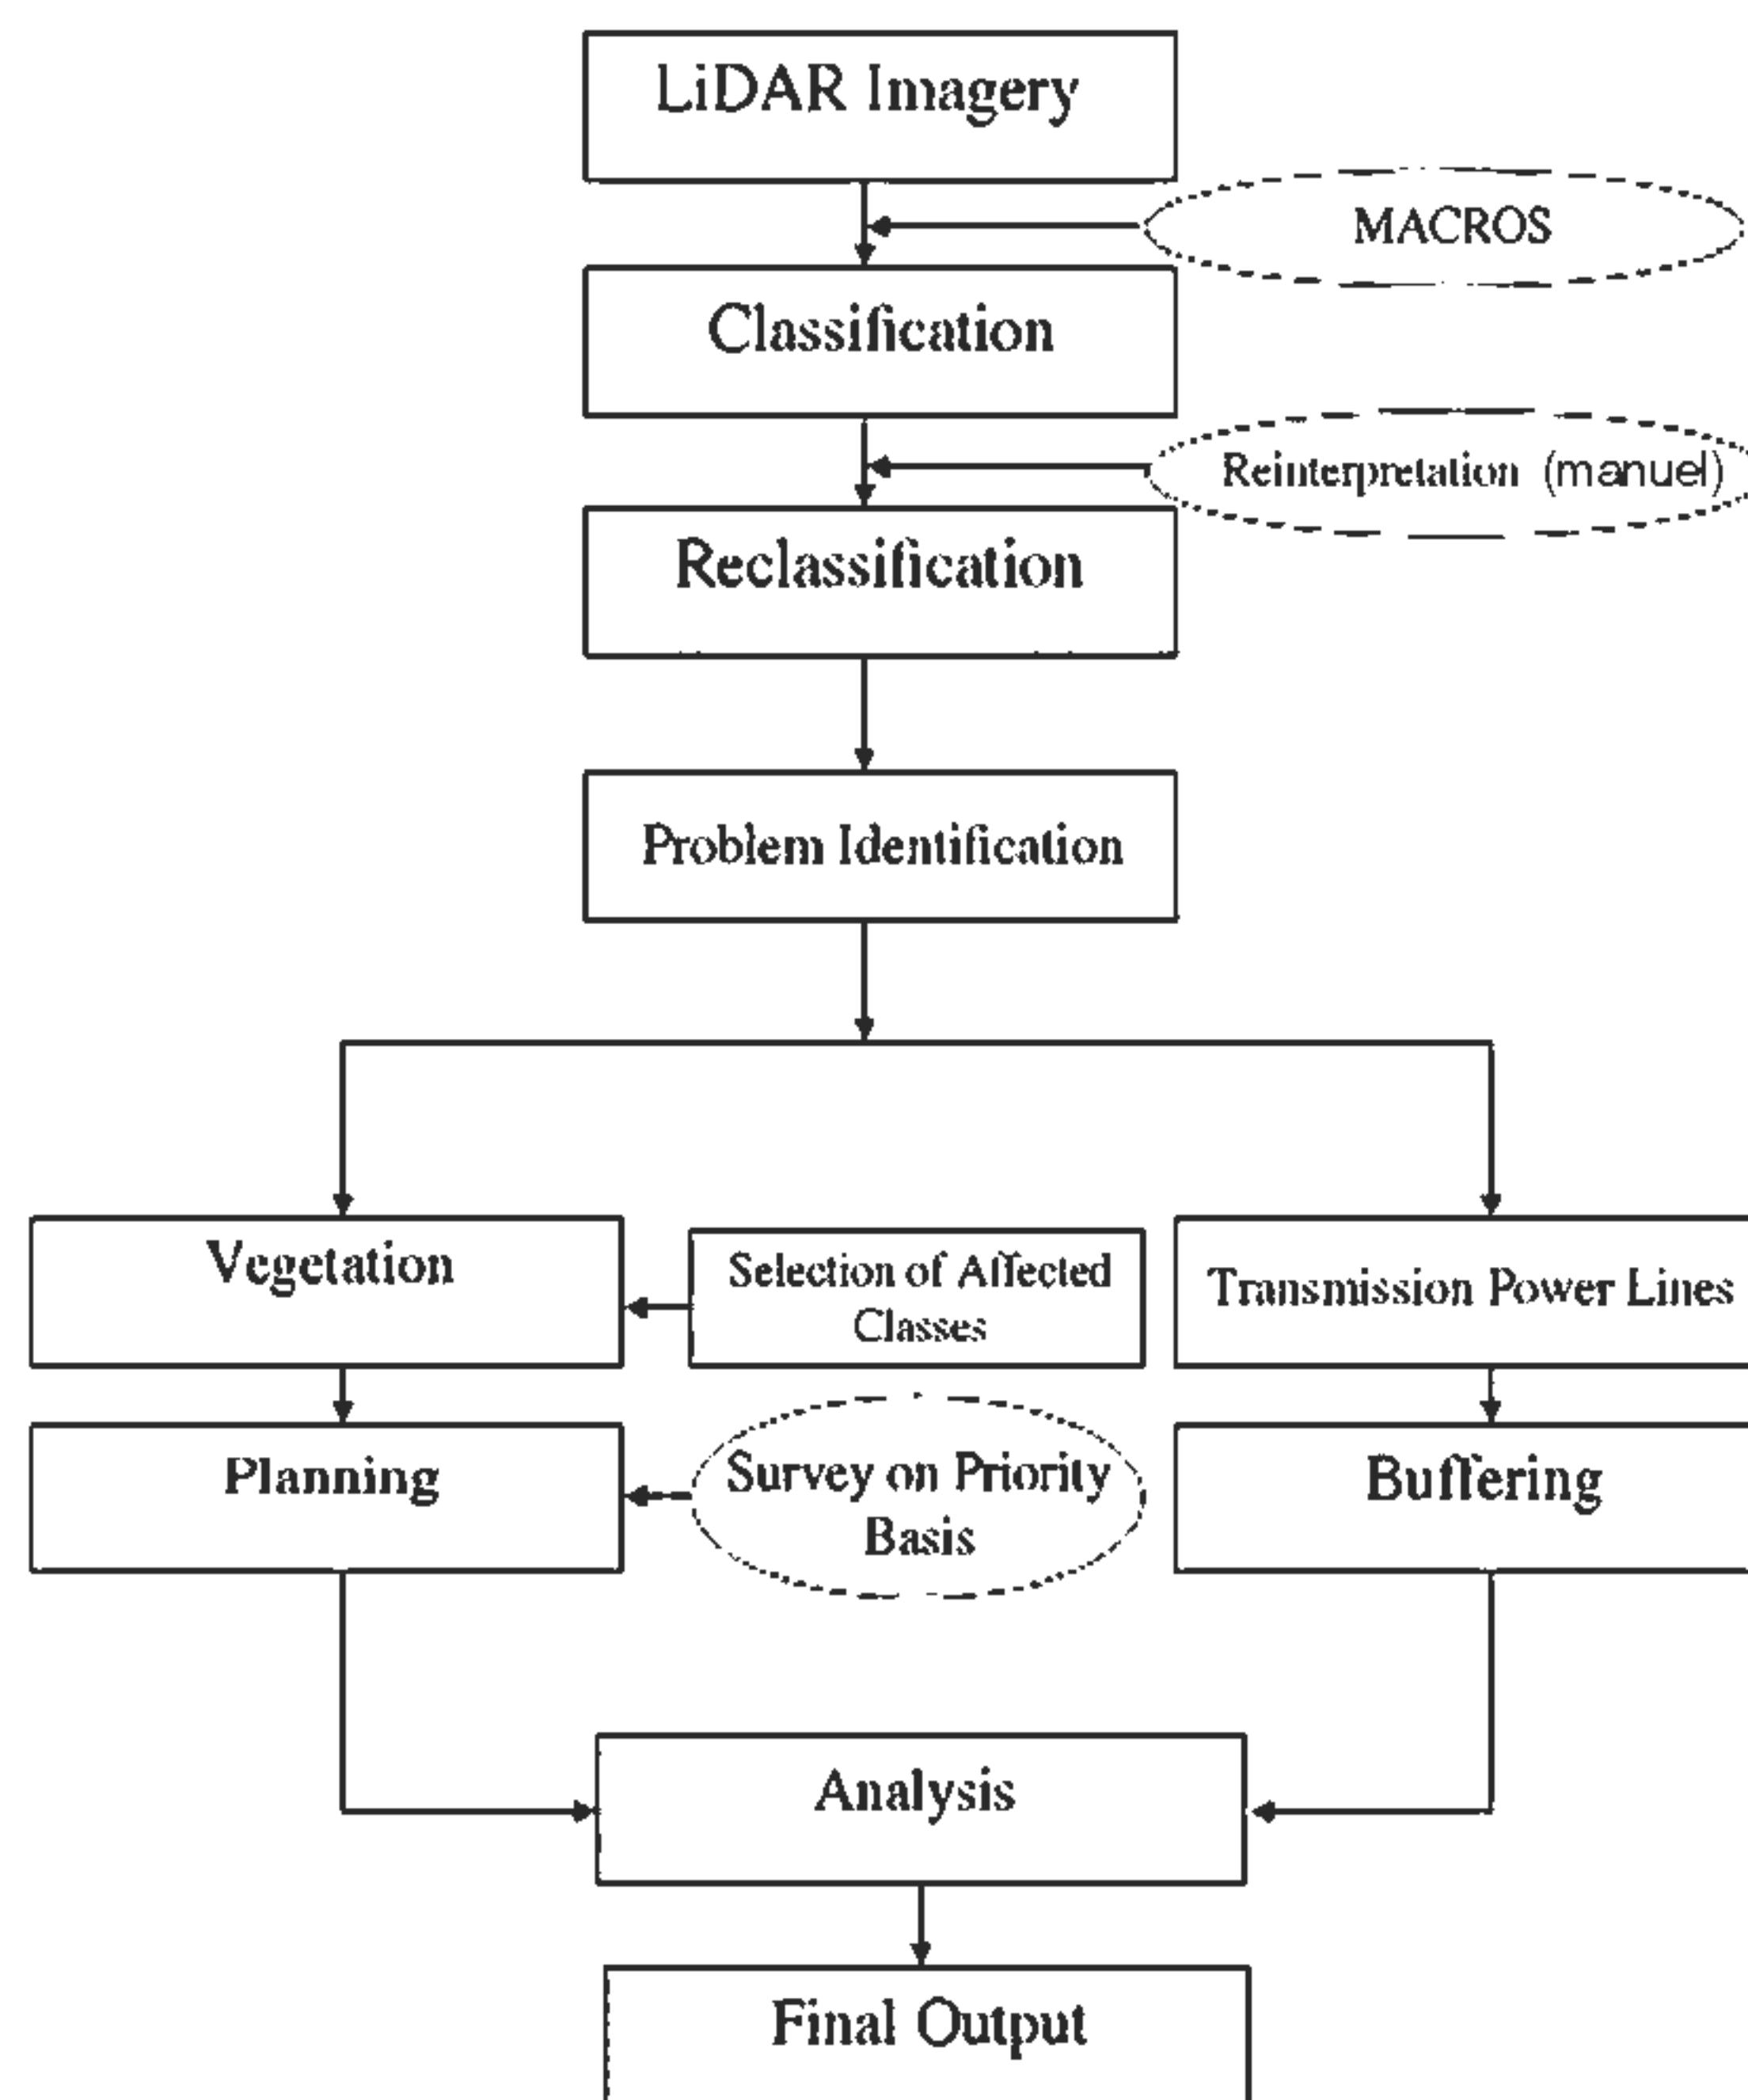 LiDAR Imagery
MACROS
Classification
Reinterpretation (manuel)
Reclassification
Problem Identification
Vegetation
Selection of Affected
Classes
Transmission Power Lines
Planning
Survey on Priority
Basis
Buffering
Analysis
Final Output